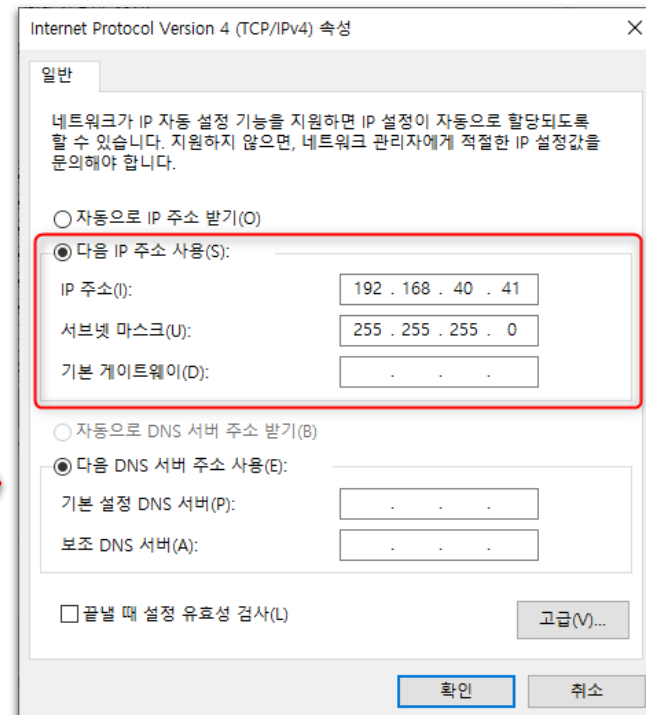 Internet Protocol Version 4 (TCP/IPv4) 속성
일반
네트워크가 IP 자동 설정 기능을 지원하면 IP 설정이 자동으로 할당되도록
할 수 있습니다. 지원하지 않으면, 네트워크 관리자에게 적절한 IP 설정값을
문의해야 합니다.
자동으로 IP 주소 받기(O)
다음 IP 주소 사용(S):
IP 주소(I): 192 . 168 . 40 . 41
서브넷 마스크(U): 255 . 255 . 255 . 0
기본 게이트웨이(D): . . .
자동으로 DNS 서버 주소 받기(B)
다음 DNS 서버 주소 사용(E):
기본 설정 DNS 서버(P): . . .
보조 DNS 서버(A): . . .
끝낼 때 설정 유효성 검사(L)
고급(V)...
확인 취소